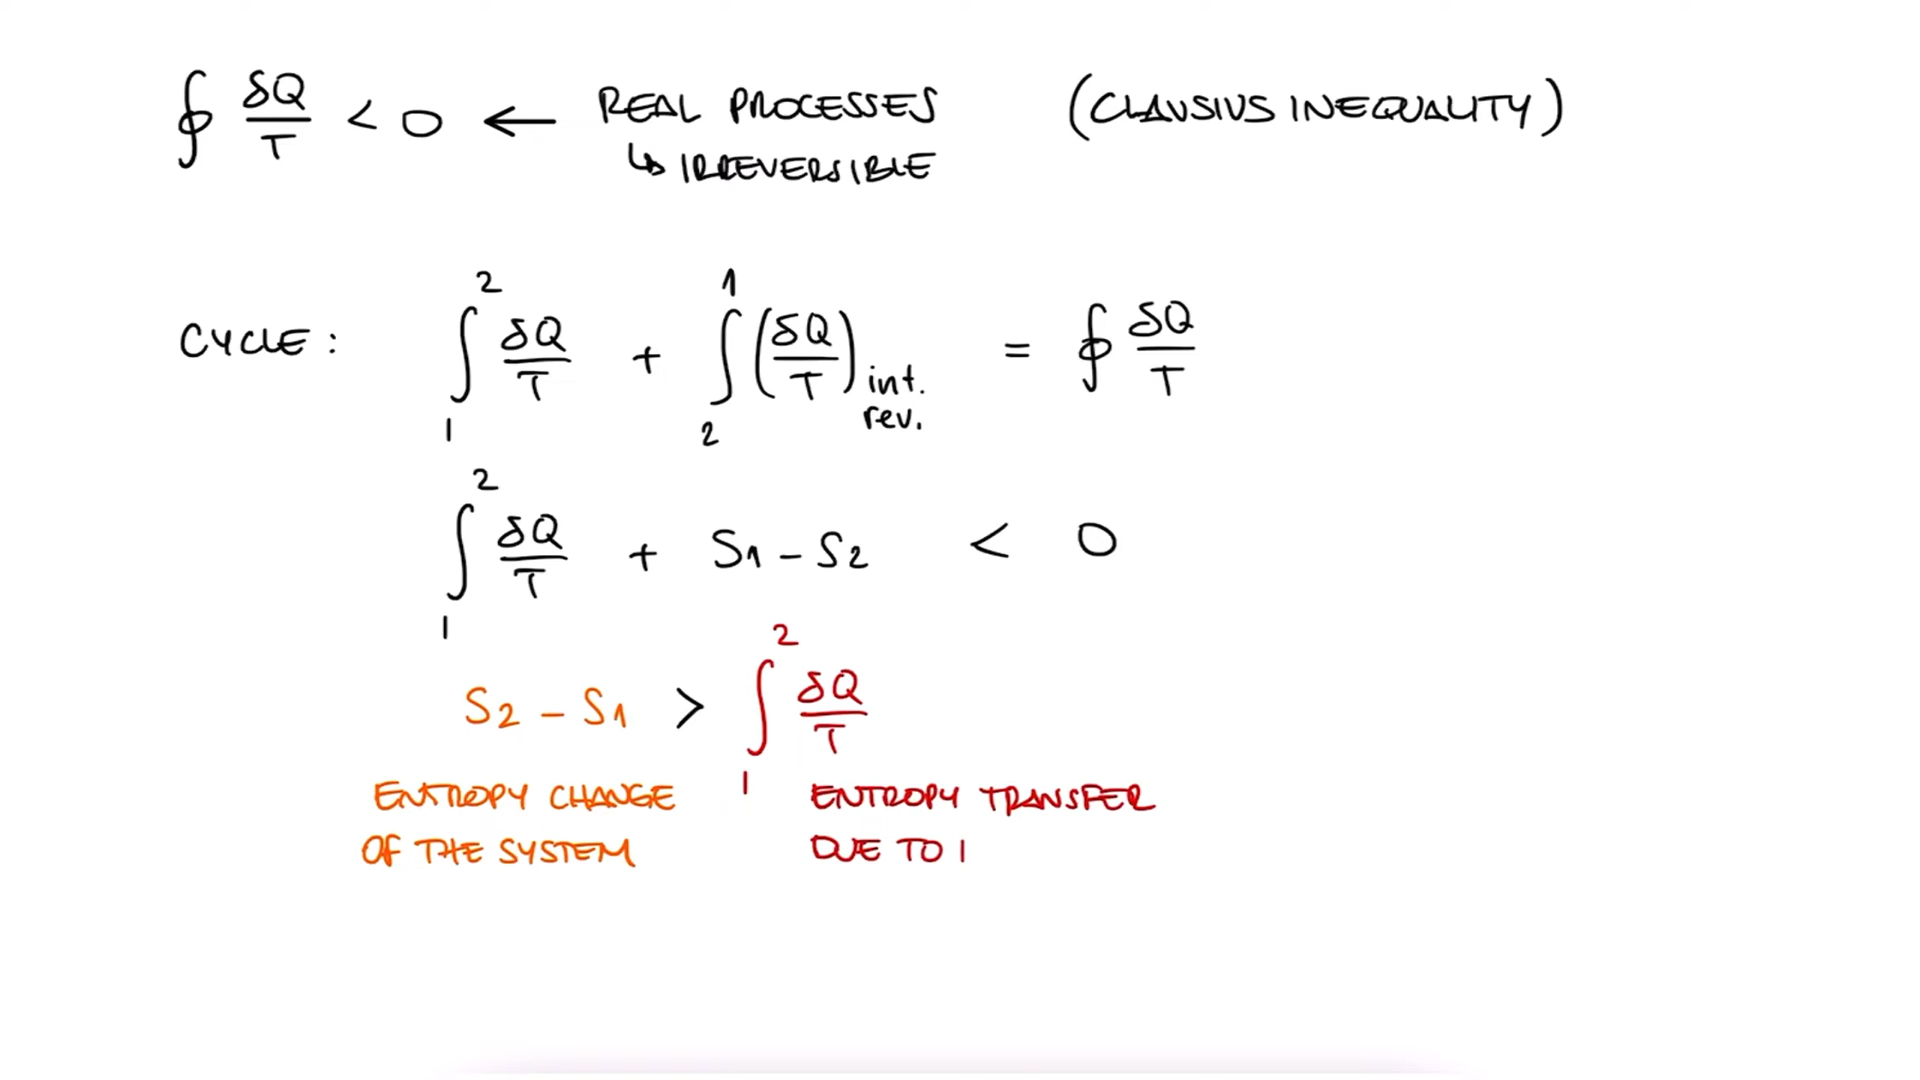 ∮ δQ/T < 0 ← REAL PROCESSES (CLAUSIUS INEQUALITY)
↳ IRREVERSIBLE
CYCLE: ∫₁² δQ/T + ∫₂¹ (δQ/T) int. rev. = ∮ δQ/T
∫₁² δQ/T + S1 - S2 < 0
S2 - S1 > ∫₁² δQ/T
ENTROPY CHANGE ENTROPY TRANSFER
OF THE SYSTEM DUE TO I